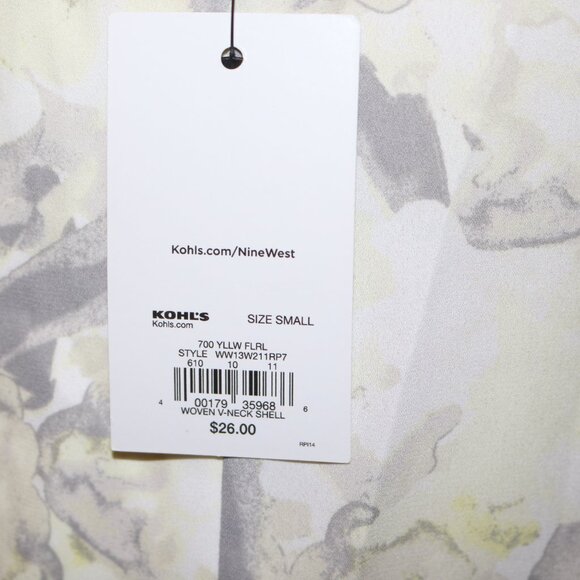 Kohls.com/NineWest
KOHL'S
Kohls.com
SIZE SMALL
700 YLLW FLRL
STYLE WW13W211RP7
610 10 11
4 00179 35968 6
WOVEN V-NECK SHELL
$26.00
RPI14